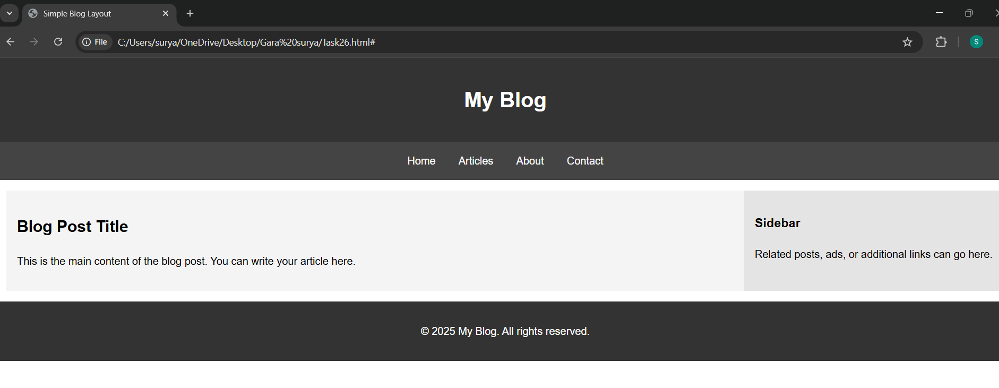 Simple Blog Layout
File C:/Users/surya/OneDrive/Desktop/Gara%20surya/Task26.html#
S
My Blog
Home Articles About Contact
Blog Post Title
This is the main content of the blog post. You can write your article here.
Sidebar
Related posts, ads, or additional links can go here.
© 2025 My Blog. All rights reserved.